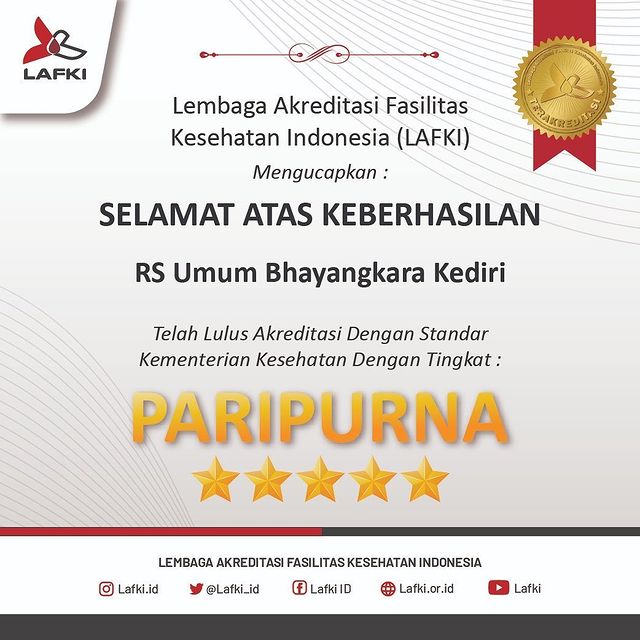 LAFKI
TERAKREDITASI
Lembaga Akreditasi Fasilitas
Kesehatan Indonesia (LAFKI)
Mengucapkan :
SELAMAT ATAS KEBERHASILAN
RS Umum Bhayangkara Kediri
Telah Lulus Akreditasi Dengan Standar
Kementerian Kesehatan Dengan Tingkat :
PARIPURNA
LEMBAGA AKREDITASI FASILITAS KESEHATAN INDONESIA
Lafki.id @Lafki_id Lafki ID Lafki.or.id Lafki